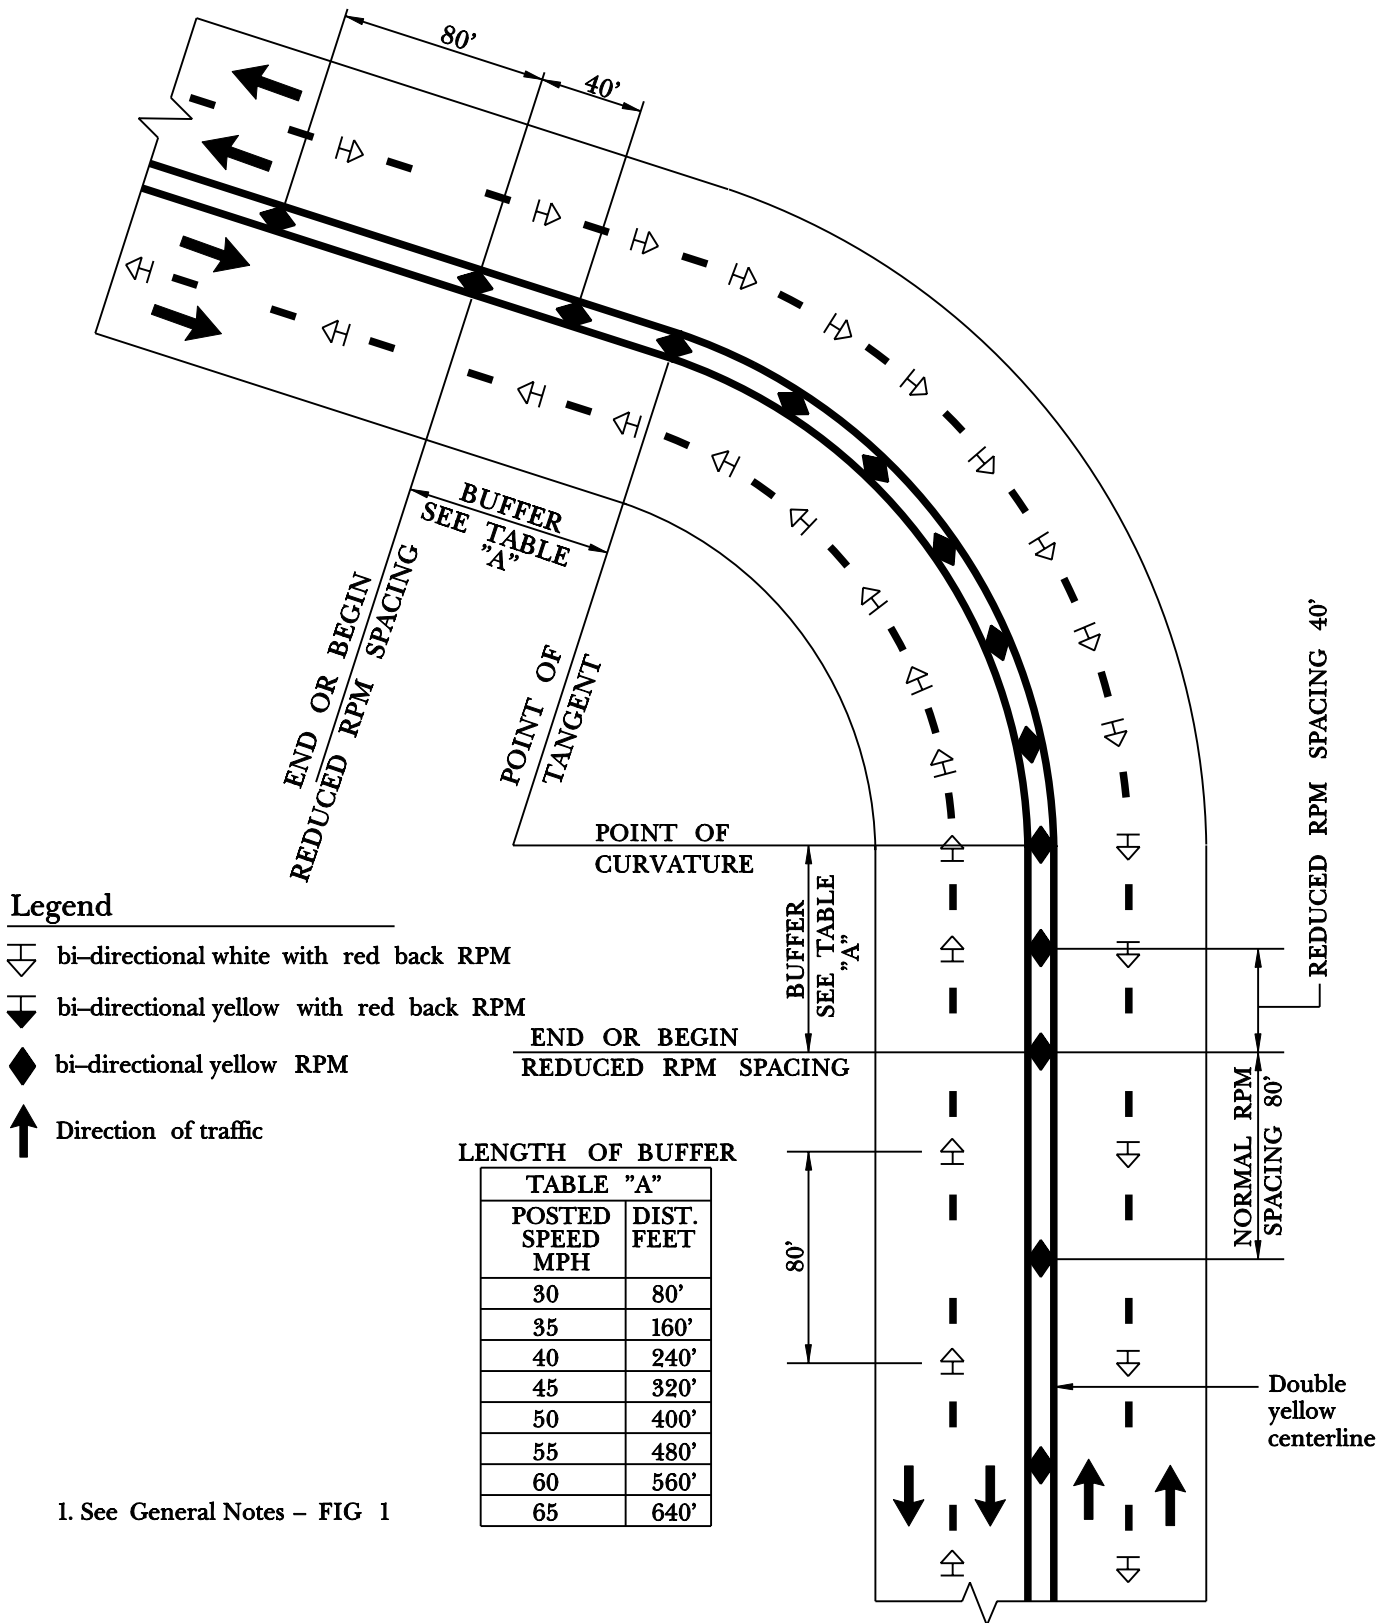 80'
40'
BUFFER
SEE TABLE
"A"
END OR BEGIN
REDUCED RPM SPACING
POINT OF
TANGENT
POINT OF
CURVATURE
BUFFER
SEE TABLE
"A"
REDUCED RPM SPACING 40'
END OR BEGIN
REDUCED RPM SPACING
NORMAL RPM
SPACING 80'
80'
Double
yellow
centerline
Legend
bi-directional white with red back RPM
bi-directional yellow with red back RPM
bi-directional yellow RPM
Direction of traffic
LENGTH OF BUFFER
TABLE "A"
POSTED SPEED MPH DIST. FEET
30 80'
35 160'
40 240'
45 320'
50 400'
55 480'
60 560'
65 640'
1. See General Notes – FIG 1